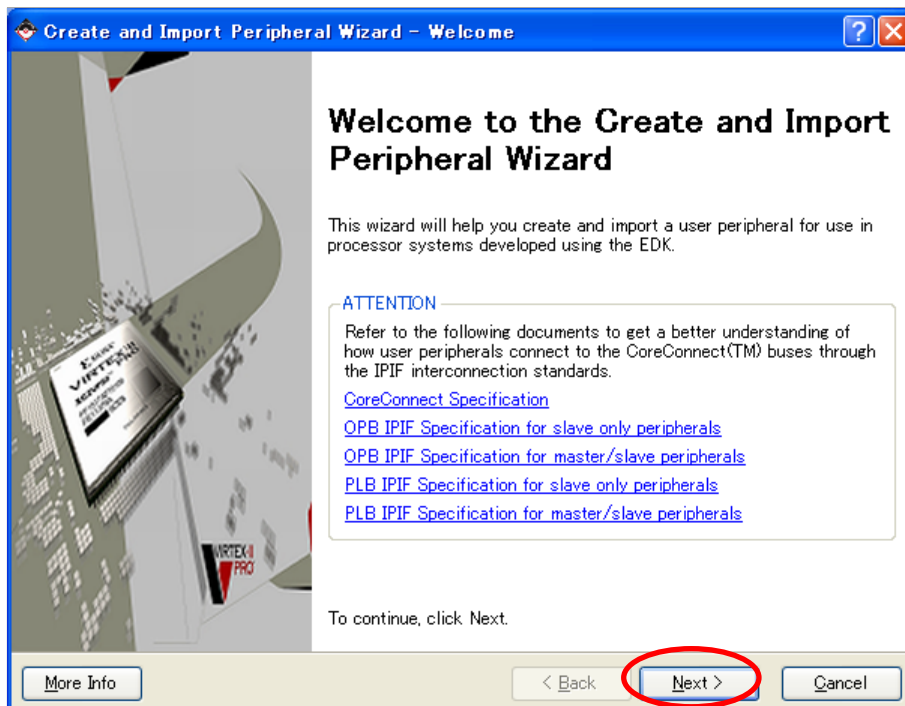 Create and Import Peripheral Wizard - Welcome
Welcome to the Create and Import
Peripheral Wizard
This wizard will help you create and import a user peripheral for use in
processor systems developed using the EDK.
ATTENTION
Refer to the following documents to get a better understanding of
how user peripherals connect to the CoreConnect(TM) buses through
the IPIF interconnection standards.
CoreConnect Specification
OPB IPIF Specification for slave only peripherals
OPB IPIF Specification for master/slave peripherals
PLB IPIF Specification for slave only peripherals
PLB IPIF Specification for master/slave peripherals
VIRTEX-II
PRO
To continue, click Next.
More Info
< Back
Next >
Cancel